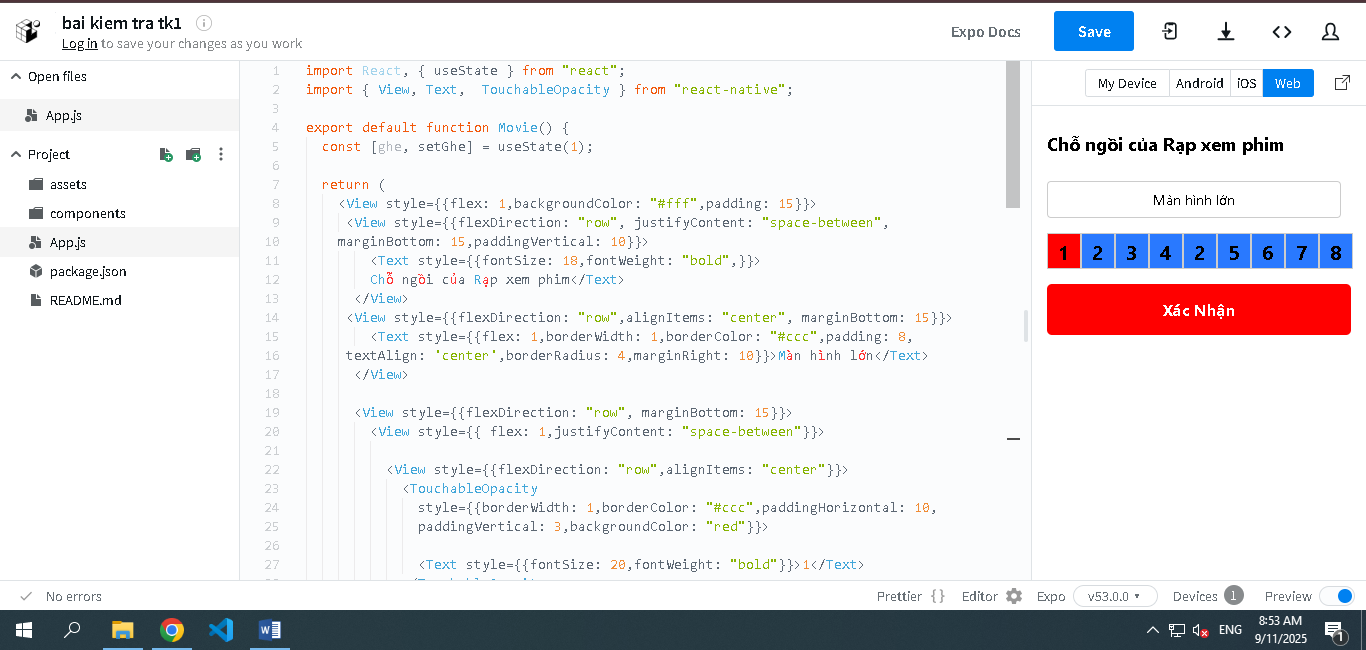 bai kiem tra tk1
Log in to save your changes as you work
Expo Docs
Save
Open files
App.js
Project
assets
components
App.js
package.json
README.md
1 import React, { useState } from "react";
2 import { View, Text,  TouchableOpacity } from "react-native";
3
4 export default function Movie() {
5 const [ghe, setGhe] = useState(1);
6
7 return (
8 <View style={{flex: 1,backgroundColor: "#fff",padding: 15}}>
9 <View style={{flexDirection: "row", justifyContent: "space-between",
10 marginBottom: 15,paddingVertical: 10}}>
11 <Text style={{fontSize: 18,fontWeight: "bold",}}>
12 Chỗ ngồi của Rạp xem phim</Text>
13 </View>
14 <View style={{flexDirection: "row",alignItems: "center", marginBottom: 15}}>
15 <Text style={{flex: 1,borderWidth: 1,borderColor: "#ccc",padding: 8,
16 textAlign: 'center',borderRadius: 4,marginRight: 10}}>Màn hình lớn</Text>
17 </View>
18
19 <View style={{flexDirection: "row", marginBottom: 15}}>
20 <View style={{ flex: 1,justifyContent: "space-between"}}>
21
22 <View style={{flexDirection: "row",alignItems: "center"}}>
23 <TouchableOpacity
24 style={{borderWidth: 1,borderColor: "#ccc",paddingHorizontal: 10,
25 paddingVertical: 3,backgroundColor: "red"}}>
26
27 <Text style={{fontSize: 20,fontWeight: "bold"}}>1</Text>
My Device Android iOS Web
Chỗ ngồi của Rạp xem phim
Màn hình lớn
1 2 3 4 2 5 6 7 8
Xác Nhận
No errors
Prettier { } Editor Expo v53.0.0 Devices 1 Preview
ENG
8:53 AM
9/11/2025
1